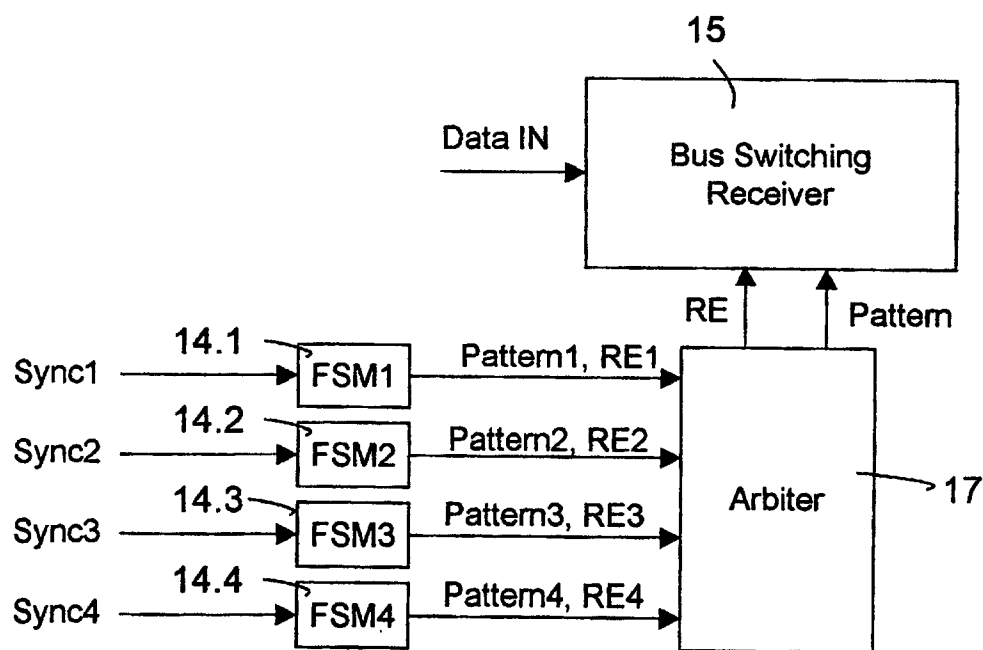 15
Data IN
Bus Switching
Receiver
RE
Pattern
Sync1
14.1
FSM1
Pattern1, RE1
Sync2
14.2
FSM2
Pattern2, RE2
Sync3
14.3
FSM3
Pattern3, RE3
Sync4
14.4
FSM4
Pattern4, RE4
Arbiter
17